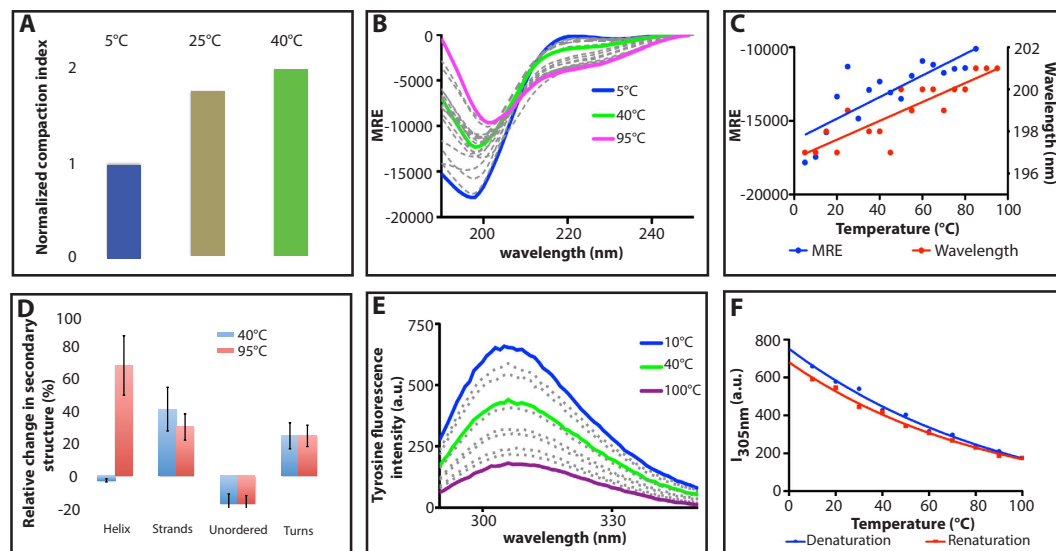 A
5°C 25°C 40°C
Normalized compaction index
2
1
0
B
0
-5000
-10000
-15000
-20000
MRE
5°C
40°C
95°C
200 220 240
wavelength (nm)
C
-10000
-15000
-20000
MRE
202
200
198
196
Wavelength (nm)
0 20 40 60 80 100
Temperature (°C)
MRE Wavelength
D
Relative change in secondary
structure (%)
100
80
60
40
20
0
-20
40°C
95°C
Helix Strands Unordered Turns
E
Tyrosine fluorescence
intensity (a.u.)
750
500
250
0
10°C
40°C
100°C
300 330
wavelength (nm)
F
I305nm (a.u.)
800
600
400
200
0
0 20 40 60 80 100
Temperature (°C)
Denaturation Renaturation